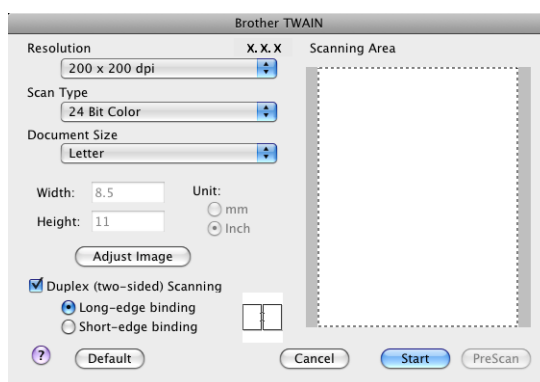 Brother TWAIN
Resolution
X. X. X
Scanning Area
200 x 200 dpi
Scan Type
24 Bit Color
Document Size
Letter
Width: 8.5
Unit:
mm
Height: 11
Inch
Adjust Image
Duplex (two-sided) Scanning
Long-edge binding
Short-edge binding
?
Default
Cancel
Start
PreScan